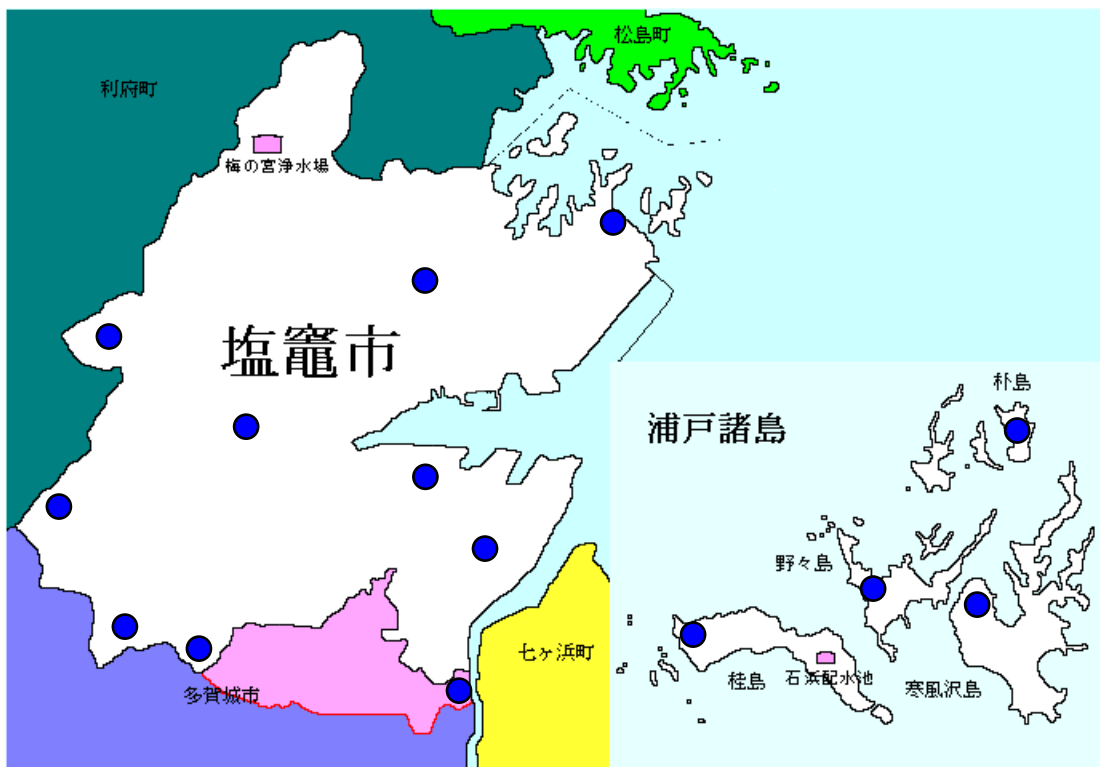 松島町
利府町
梅の宮浄水場
塩竈市
朴島
浦戸諸島
野々島
七ヶ浜町
石浜配水池
桂島
寒風沢島
多賀城市